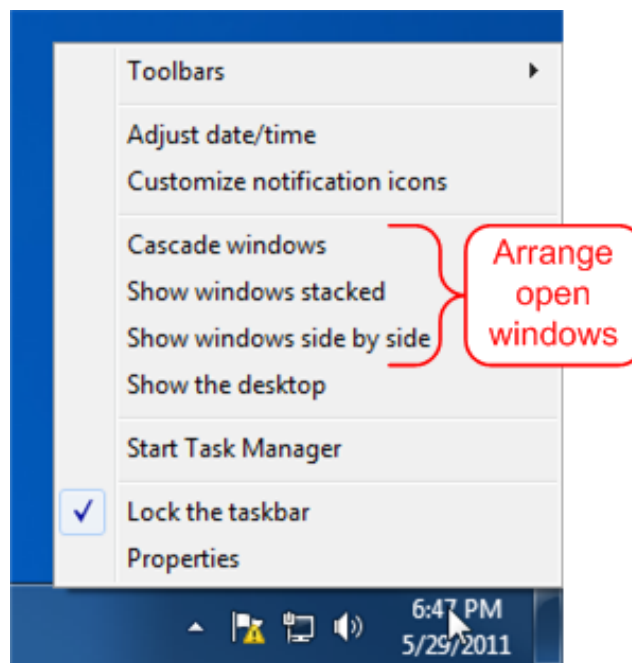 Toolbars
Adjust date/time
Customize notification icons
Cascade windows
Show windows stacked
Show windows side by side
Show the desktop
Arrange
open
windows
Start Task Manager
Lock the taskbar
Properties
6:47 PM
5/29/2011